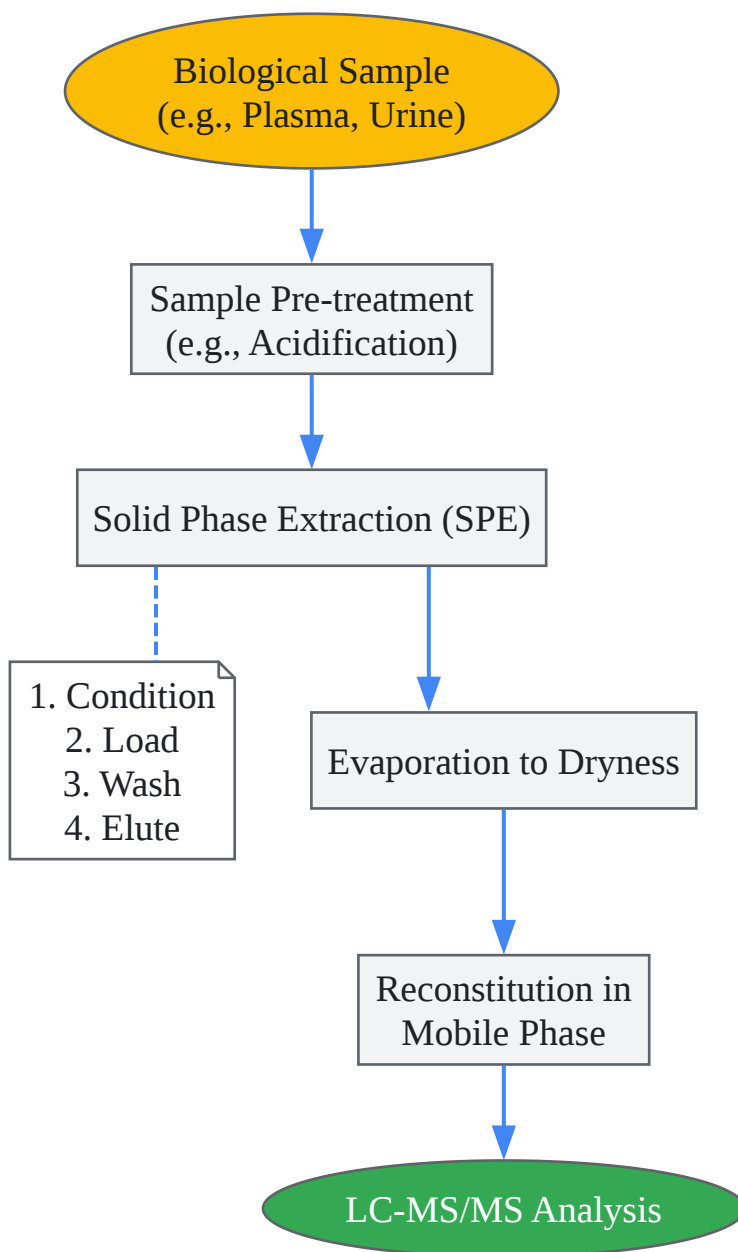 Biological Sample
(e.g., Plasma, Urine)
Sample Pre-treatment
(e.g., Acidification)
Solid Phase Extraction (SPE)
1. Condition
2. Load
3. Wash
4. Elute
Evaporation to Dryness
Reconstitution in
Mobile Phase
LC-MS/MS Analysis